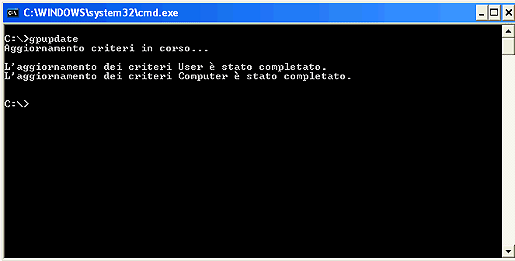 C:\WINDOWS\system32\cmd.exe
C:\>gpupdate
Aggiornamento criteri in corso...
L'aggiornamento dei criteri User è stato completato.
L'aggiornamento dei criteri Computer è stato completato.
C:\>